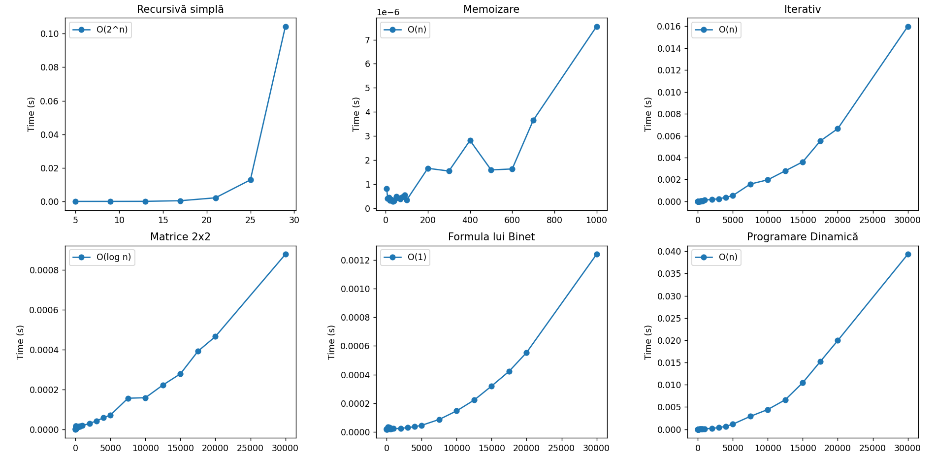 Recursivă simplă
O(2^n)
Time (s)
0.10
0.08
0.06
0.04
0.02
0.00
5 10 15 20 25 30
Memoizare
1e−6
O(n)
Time (s)
7
6
5
4
3
2
1
0
0 200 400 600 800 1000
Iterativ
O(n)
Time (s)
0.016
0.014
0.012
0.010
0.008
0.006
0.004
0.002
0.000
0 5000 10000 15000 20000 25000 30000
Matrice 2x2
O(log n)
Time (s)
0.0008
0.0006
0.0004
0.0002
0.0000
0 5000 10000 15000 20000 25000 30000
Formula lui Binet
O(1)
Time (s)
0.0012
0.0010
0.0008
0.0006
0.0004
0.0002
0.0000
0 5000 10000 15000 20000 25000 30000
Programare Dinamică
O(n)
Time (s)
0.040
0.035
0.030
0.025
0.020
0.015
0.010
0.005
0.000
0 5000 10000 15000 20000 25000 30000